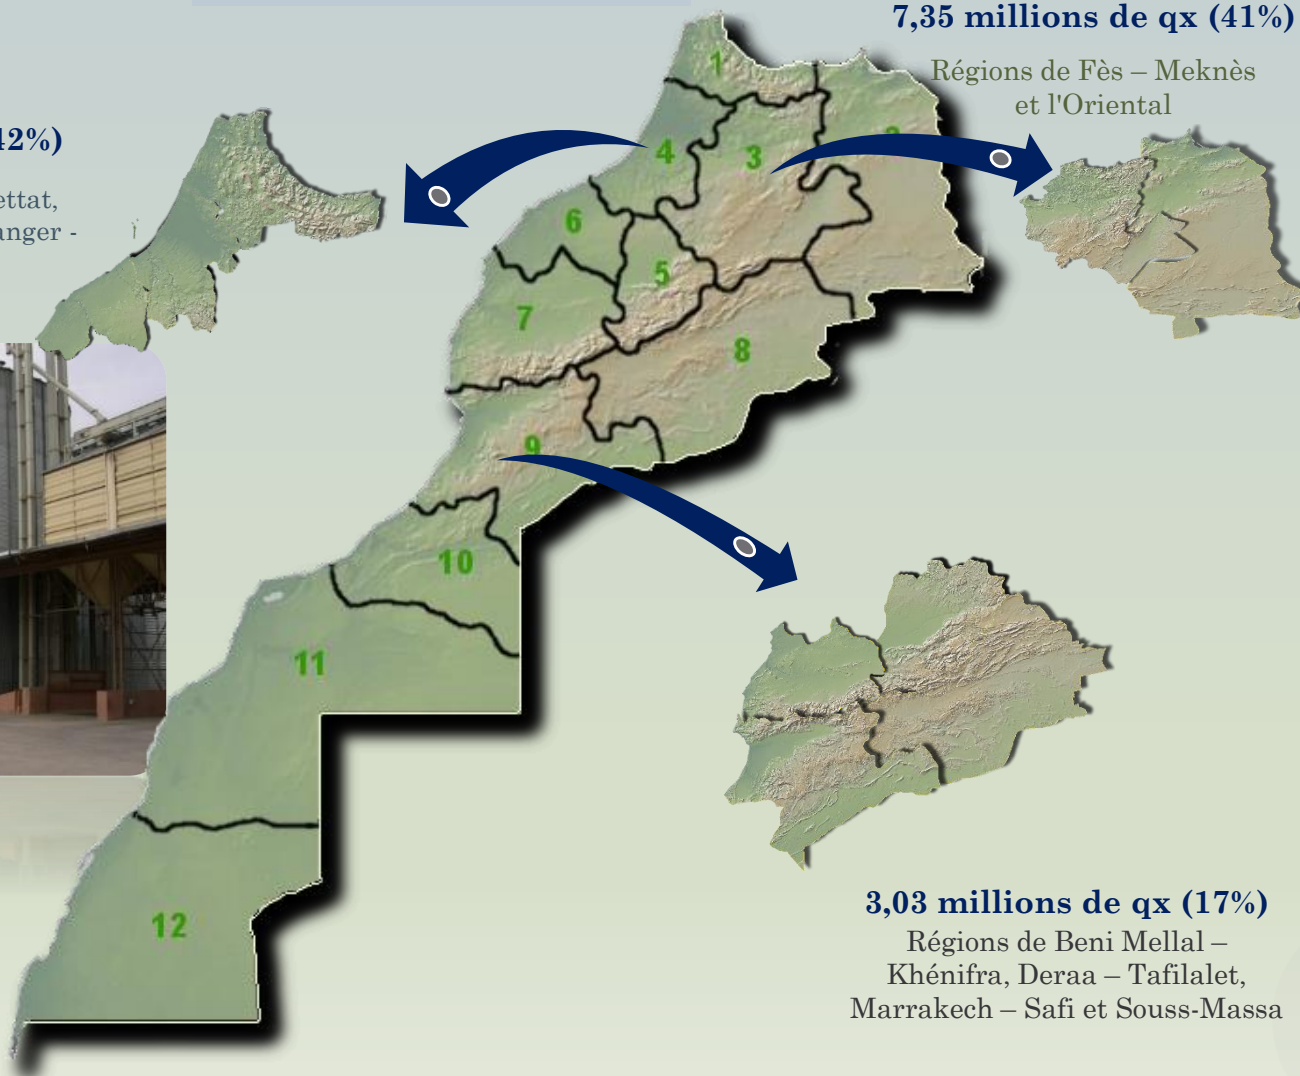 7,35 millions de qx (41%)
Régions de Fès – Meknès
et l'Oriental
42%)
ettat,
anger -
1
2
3
4
5
6
7
8
9
10
11
12
3,03 millions de qx (17%)
Régions de Beni Mellal –
Khénifra, Deraa – Tafilalet,
Marrakech – Safi et Souss-Massa